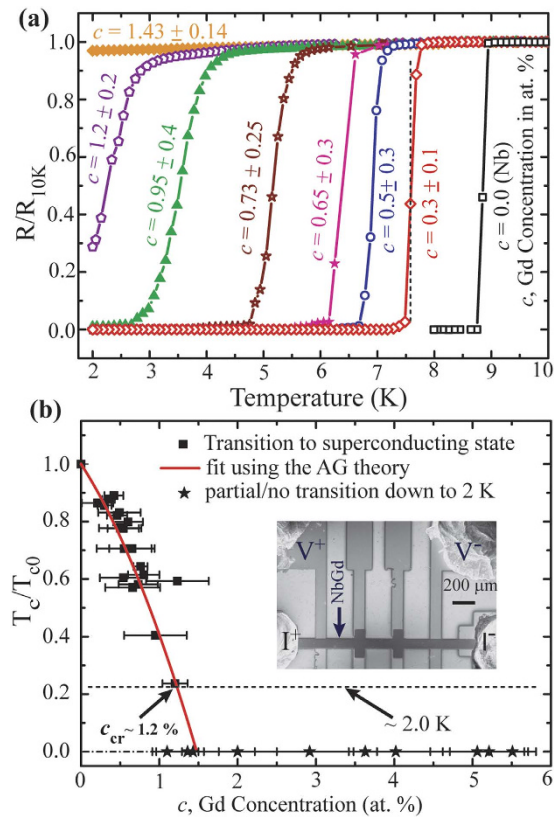 (a)
c = 1.43 ± 0.14
c = 1.2 ± 0.2
c = 0.95 ± 0.4
c = 0.73 ± 0.25
c = 0.65 ± 0.3
c = 0.5± 0.3
c = 0.3 ± 0.1
c = 0.0 (Nb)
c, Gd Concentration in at. %
R/R10K
1.0
0.8
0.6
0.4
0.2
0.0
2 3 4 5 6 7 8 9 10
Temperature (K)
(b)
Transition to superconducting state
fit using the AG theory
partial/no transition down to 2 K
Tc/Tc0
1.0
0.8
0.6
0.4
0.2
0.0
V+ V-
NbGd
200 μm
I+ I-
ccr~ 1.2 %
~ 2.0 K
0 1 2 3 4 5 6
c, Gd Concentration (at. %)